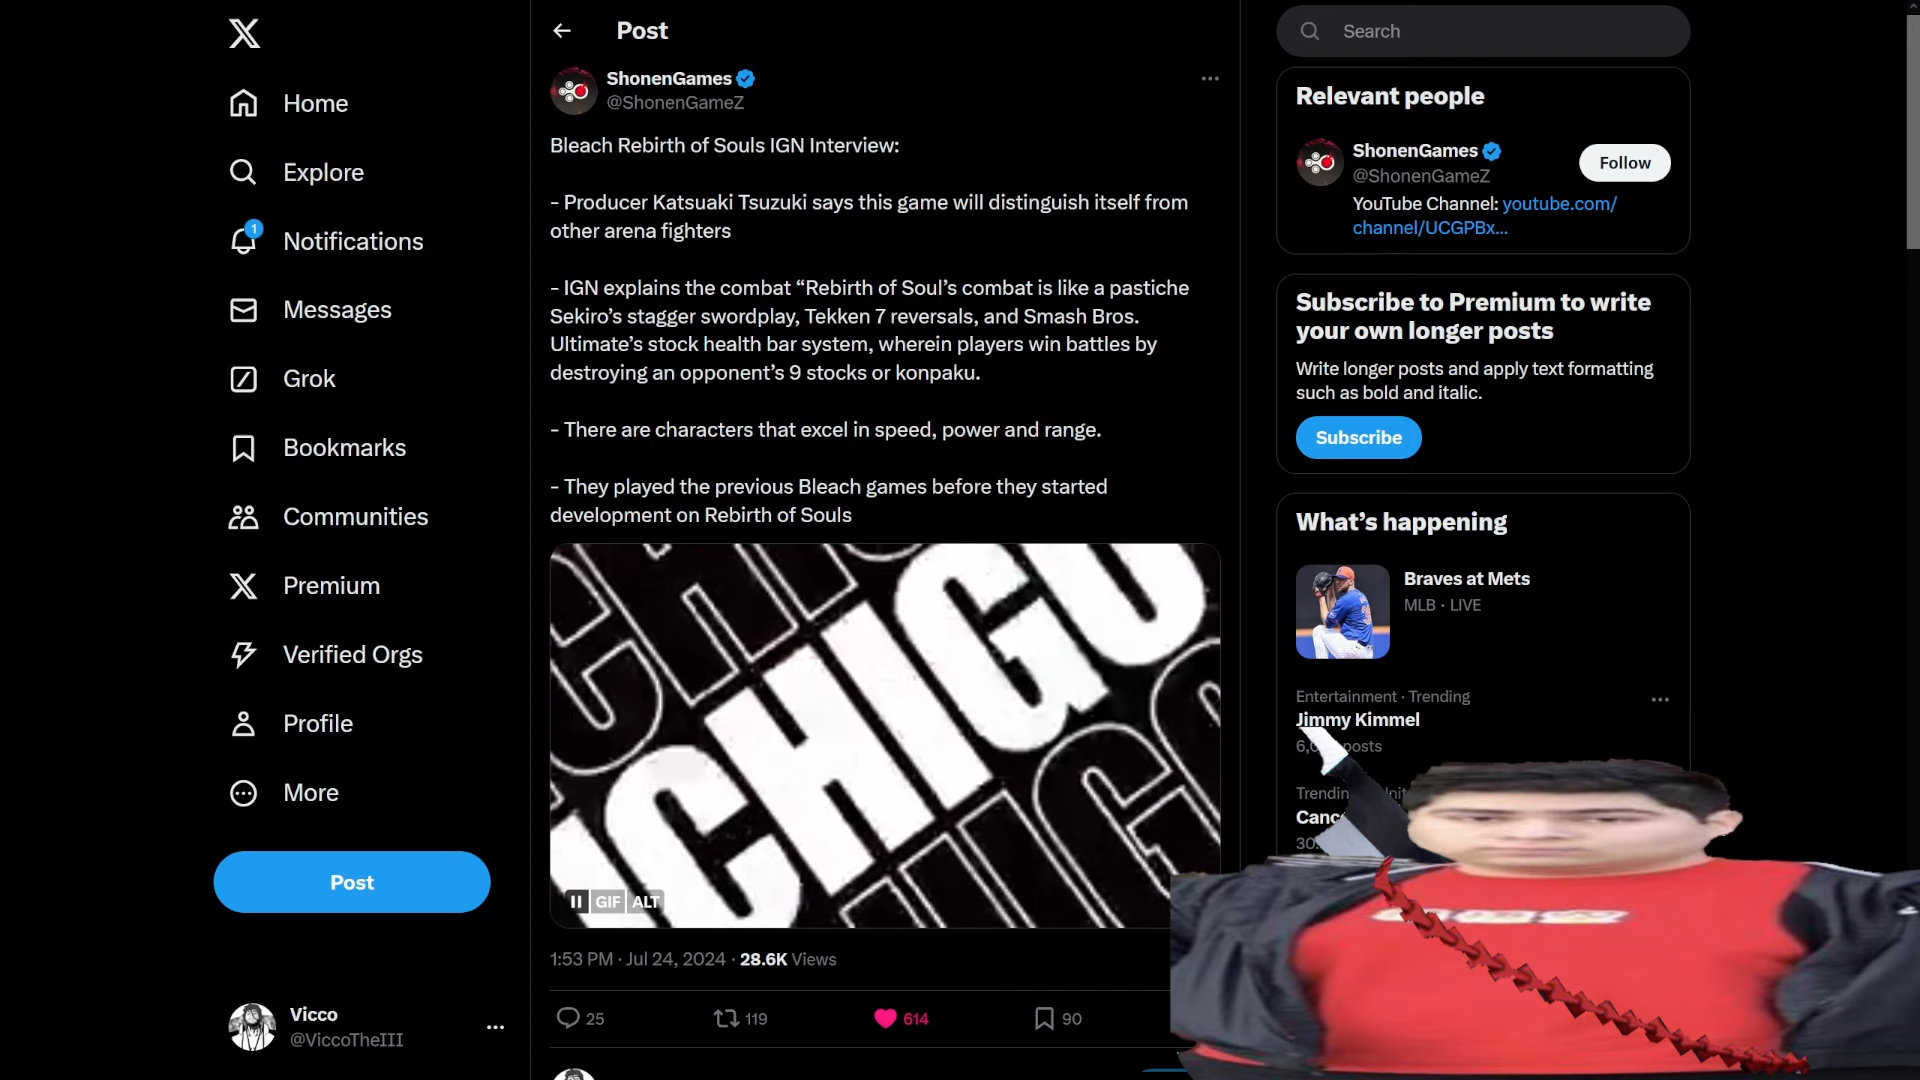 Home
Explore
1
Notifications
Messages
Grok
Bookmarks
Communities
Premium
Verified Orgs
Profile
More
Post
Vicco
@ViccoTheIII
Post
ShonenGames
@ShonenGameZ
Bleach Rebirth of Souls IGN Interview:
- Producer Katsuaki Tsuzuki says this game will distinguish itself from
other arena fighters
- IGN explains the combat “Rebirth of Soul’s combat is like a pastiche
Sekiro’s stagger swordplay, Tekken 7 reversals, and Smash Bros.
Ultimate’s stock health bar system, wherein players win battles by
destroying an opponent’s 9 stocks or konpaku.
- There are characters that excel in speed, power and range.
- They played the previous Bleach games before they started
development on Rebirth of Souls
ICHIGO
GIF ALT
1:53 PM · Jul 24, 2024 · 28.6K Views
25 119 614 90
Search
Relevant people
ShonenGames
@ShonenGameZ
Follow
YouTube Channel: youtube.com/
channel/UCGPBx...
Subscribe to Premium to write
your own longer posts
Write longer posts and apply text formatting
such as bold and italic.
Subscribe
What’s happening
Braves at Mets
MLB · LIVE
Entertainment · Trending
Jimmy Kimmel
posts